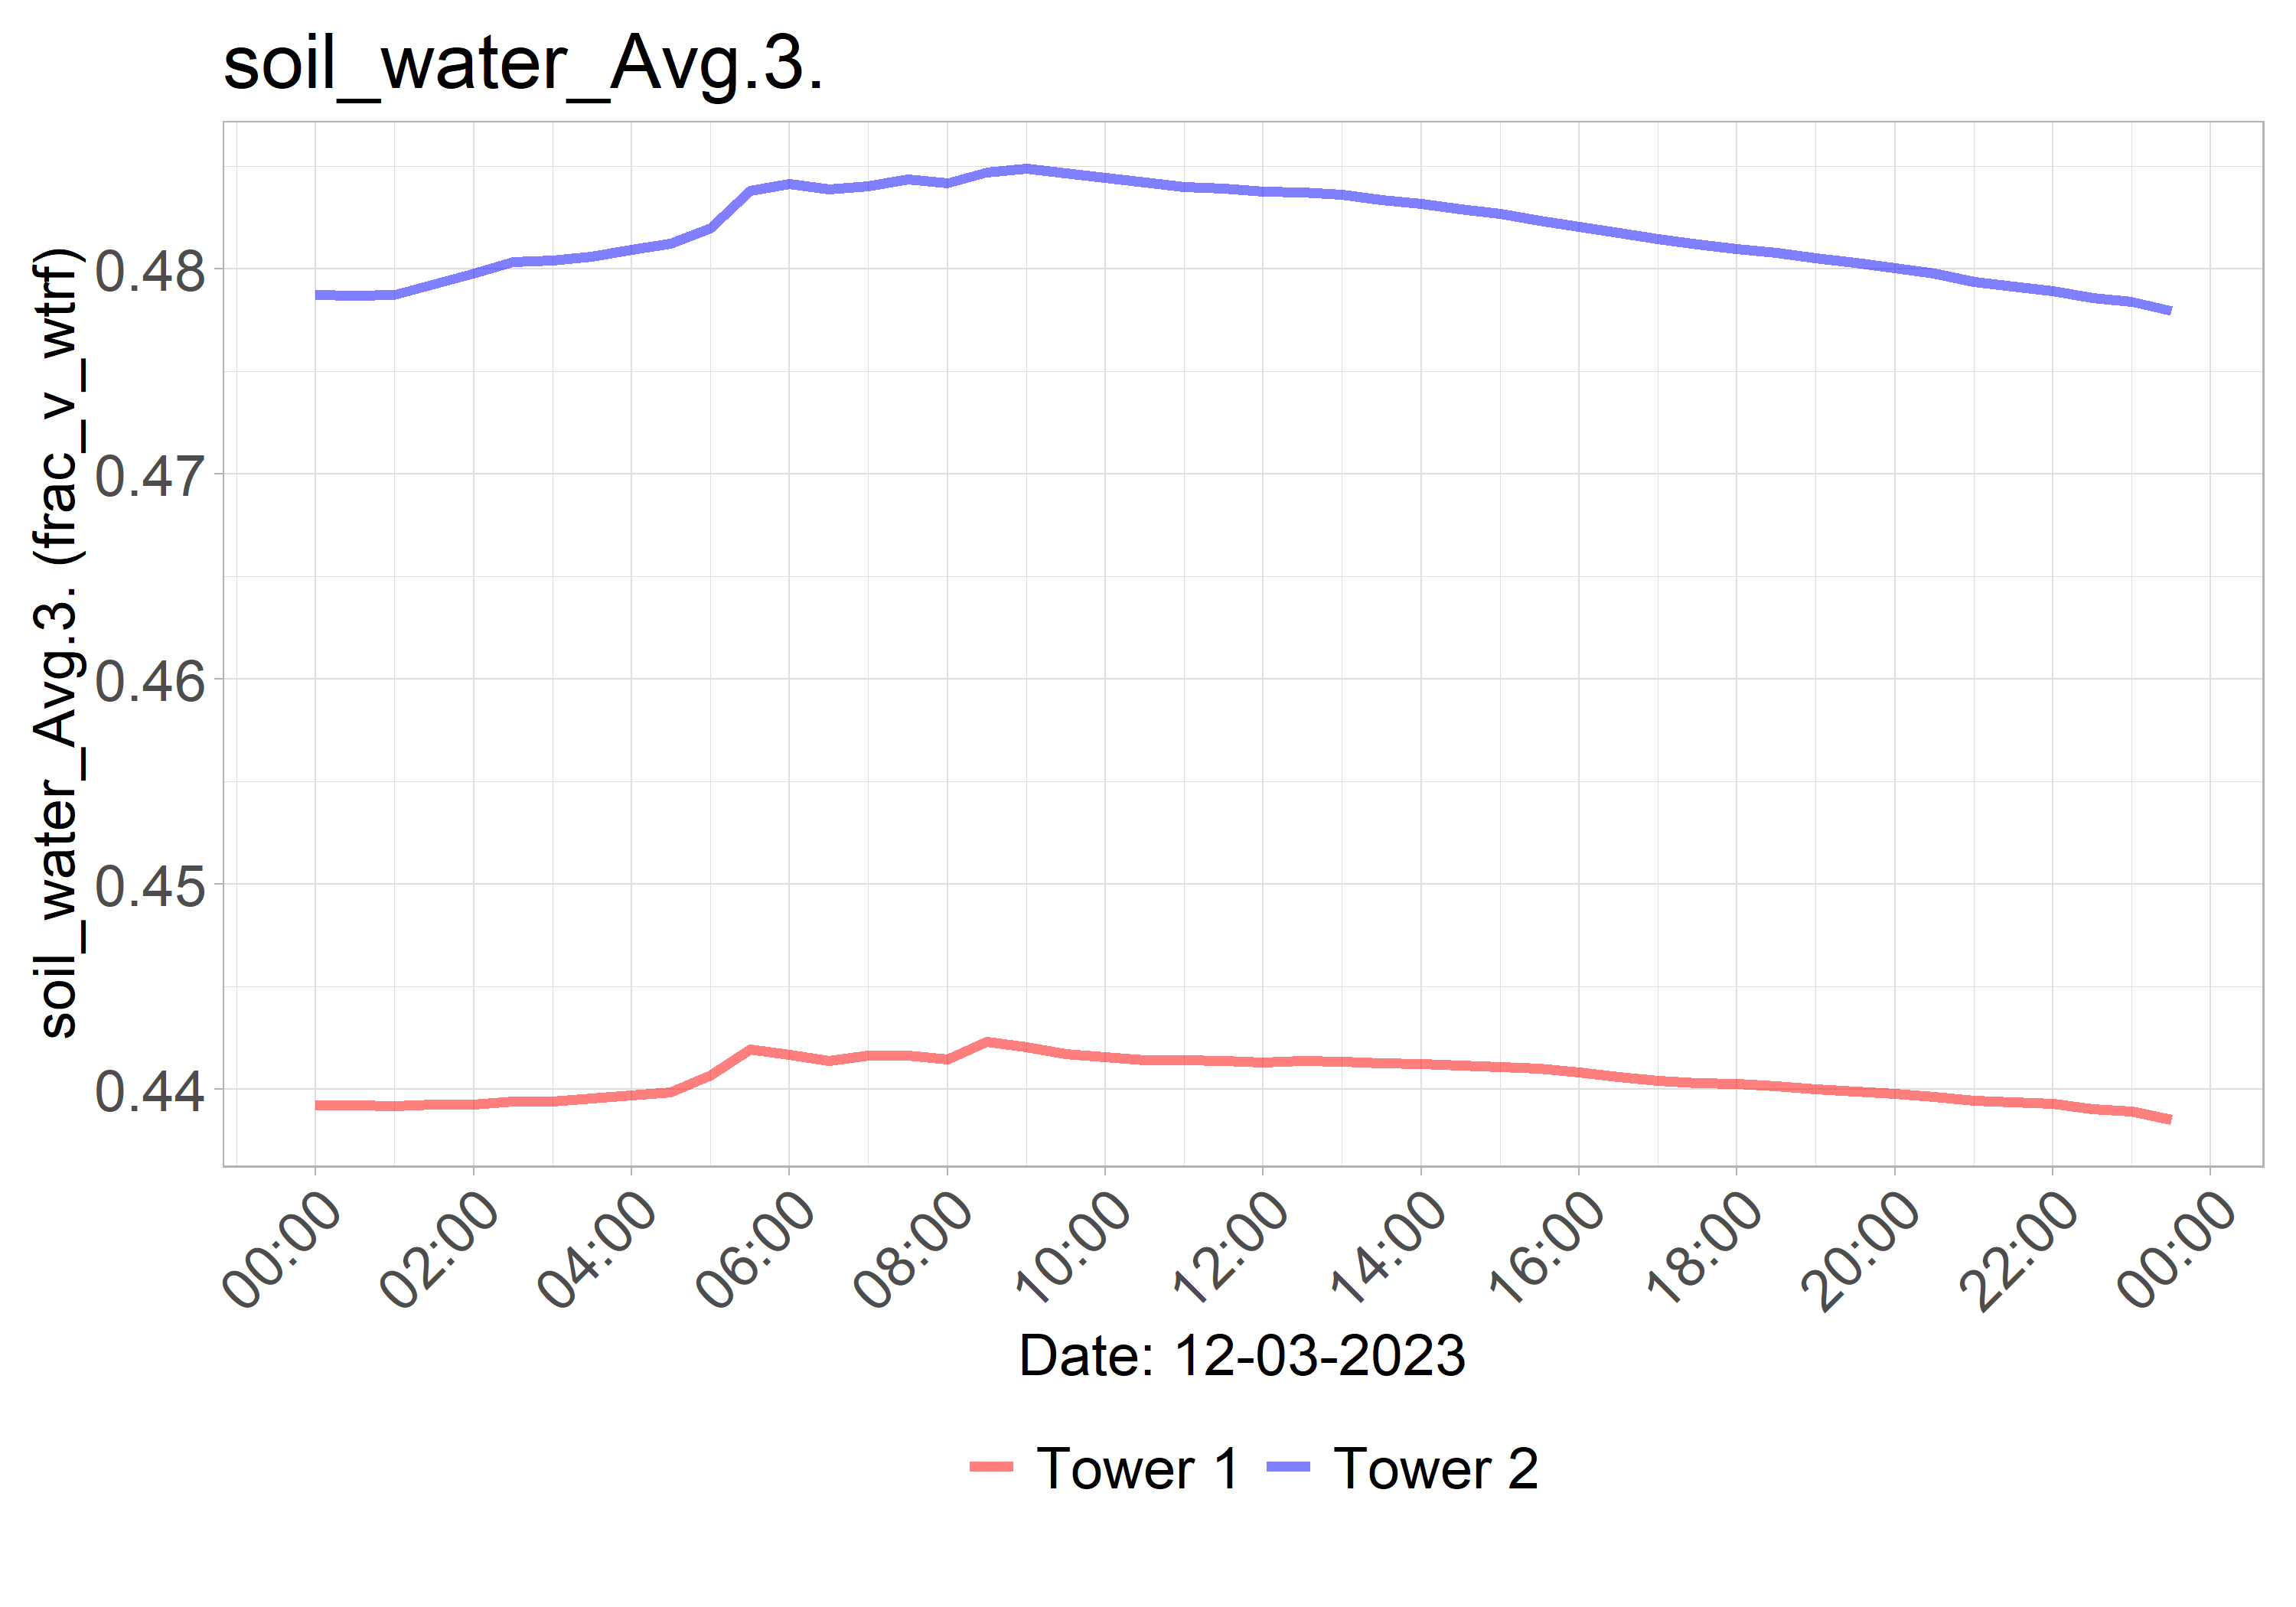 soil_water_Avg.3.
soil_water_Avg.3. (frac_v_wtrf)
0.48
0.47
0.46
0.45
0.44
00:00 02:00 04:00 06:00 08:00 10:00 12:00 14:00 16:00 18:00 20:00 22:00 00:00
Date: 12-03-2023
Tower 1 Tower 2